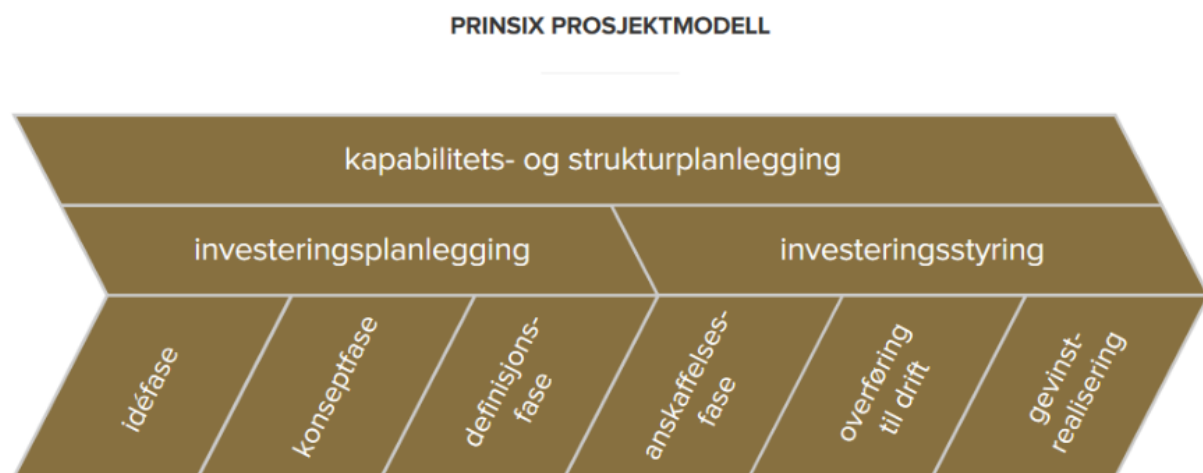 PRINSIX PROSJEKTMODELL
kapabilitets- og strukturplanlegging
investeringsplanlegging
investeringsstyring
idéfase
konseptfase
definisjons-
fase
anskaffelses-
fase
overføring
til drift
gevinst-
realisering